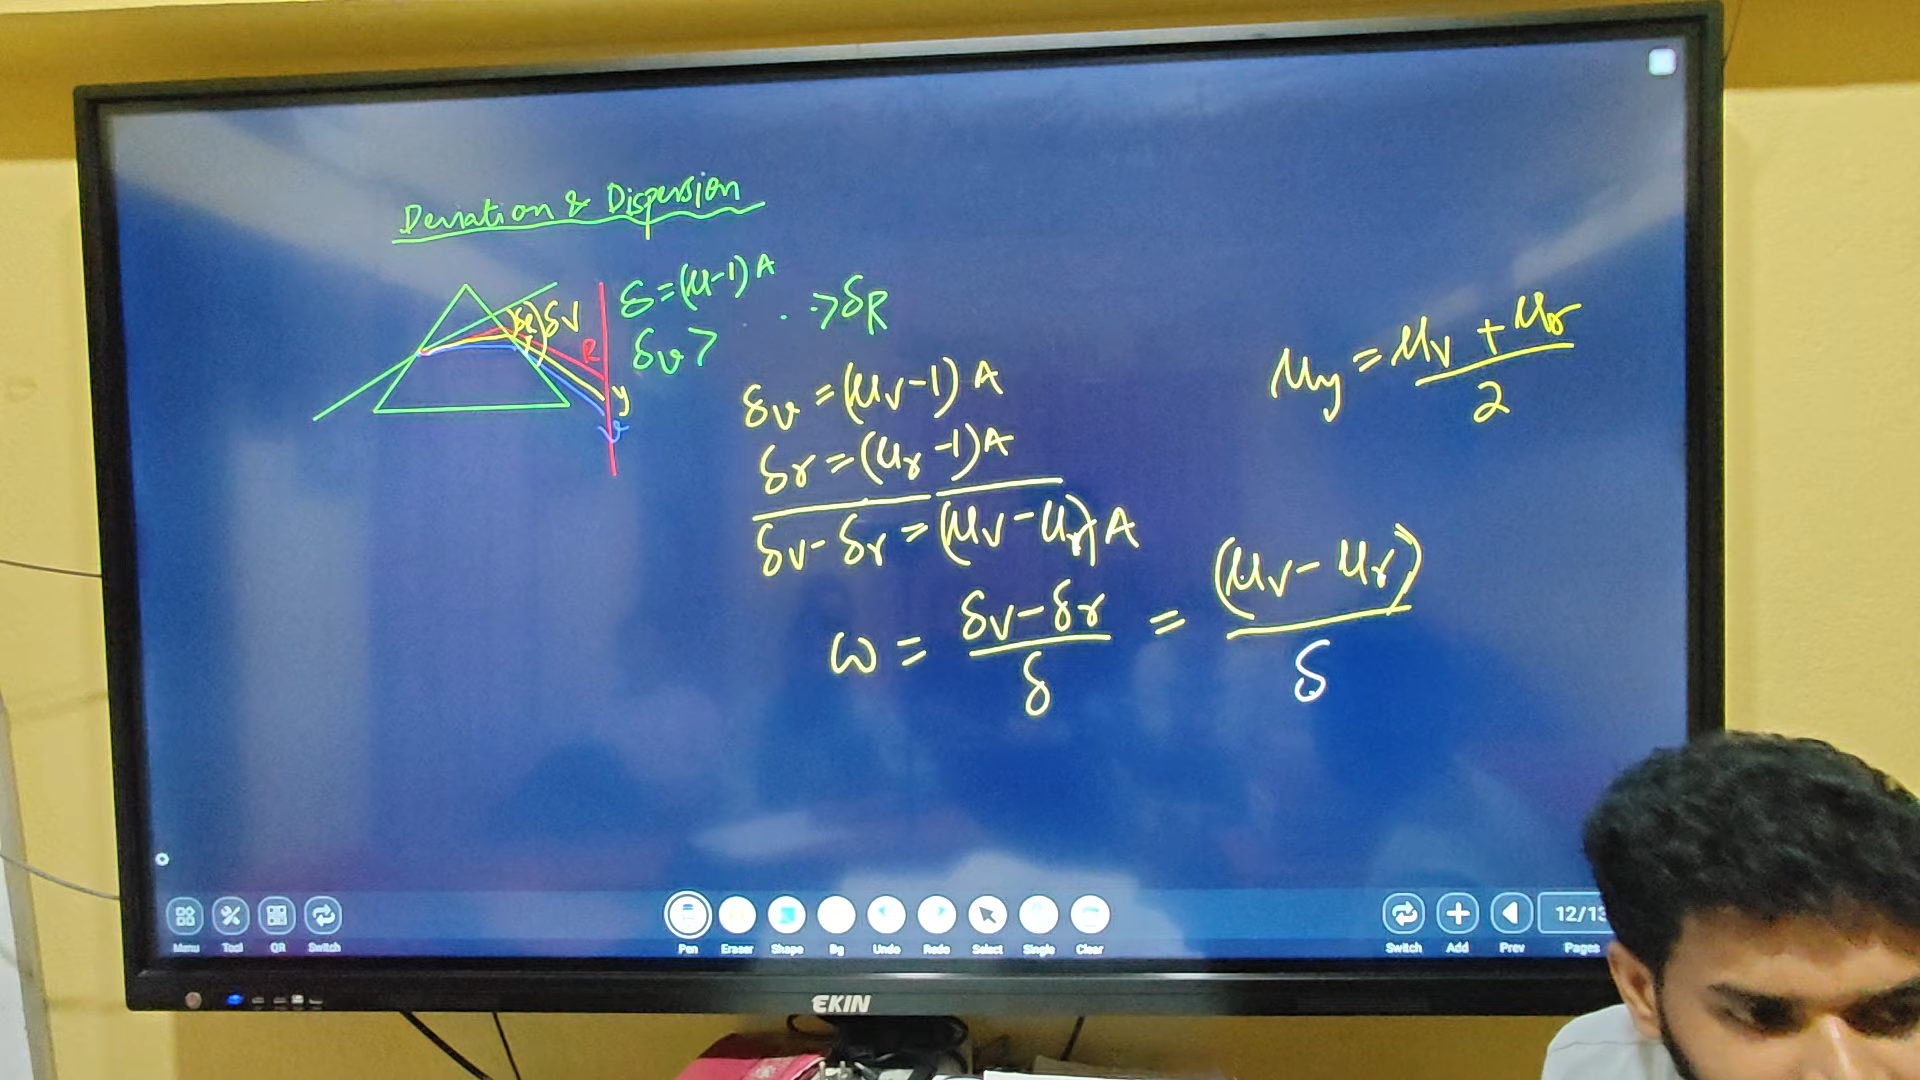 Deviation & Dispersion
δ=(μ-1)A
δv> ..>δR
δR δV
R
y
v
μy = μv + μr / 2
δv = (μv-1) A
δr = (μr-1)A
δv-δr = (μv-μr)A
ω = δv-δr / δ = (μv-μr) / δ
Menu Tool QR Switch Pen Eraser Shape Bg Undo Redo Select Single Clear Switch Add Prev 12/13 Pages
EKIN